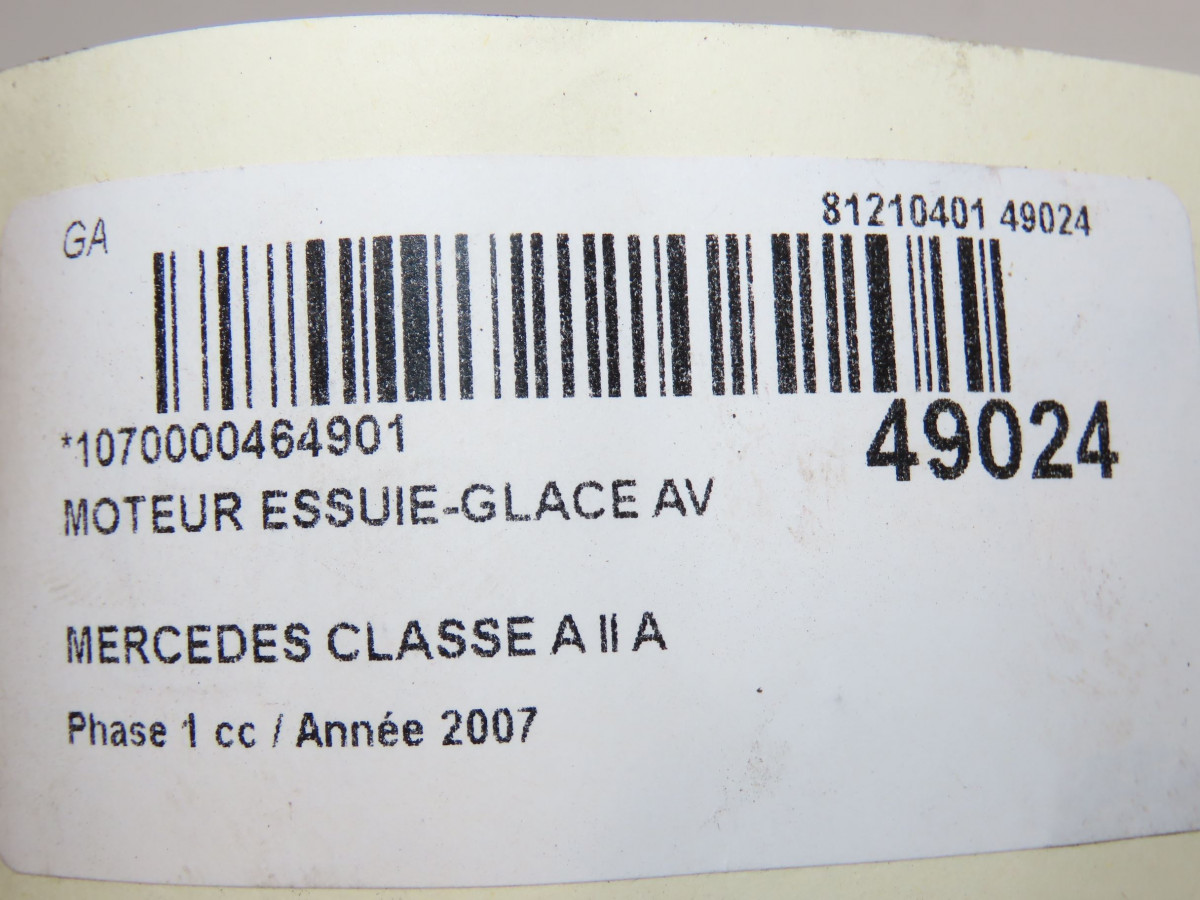 GA
81210401 49024
*1070000464901
49024
MOTEUR ESSUIE-GLACE AV
MERCEDES CLASSE A II A
Phase 1 cc / Année 2007